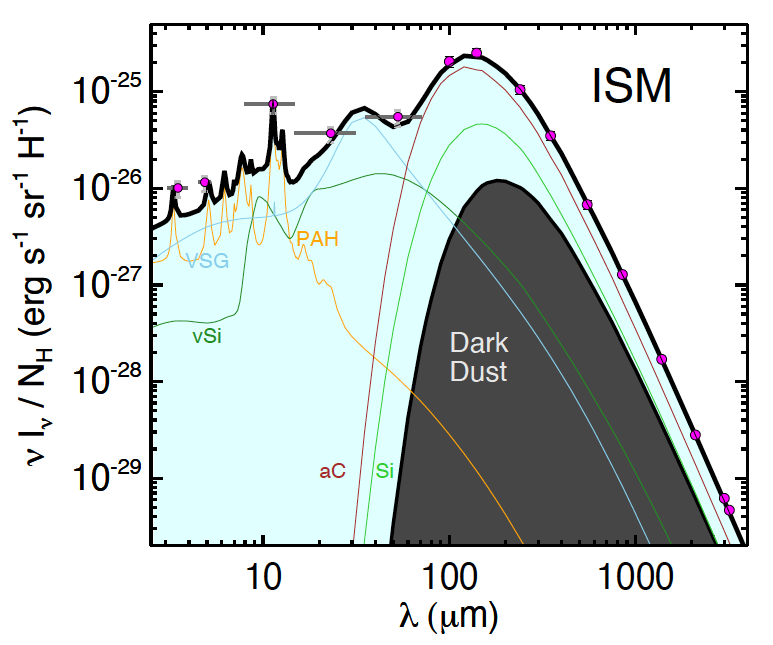 ISM
10⁻²⁵
10⁻²⁶
10⁻²⁷
10⁻²⁸
10⁻²⁹
ν Iν / NH (erg s⁻¹ sr⁻¹ H⁻¹)
PAH
VSG
vSi
Dark
Dust
aC
Si
10
100
1000
λ (μm)